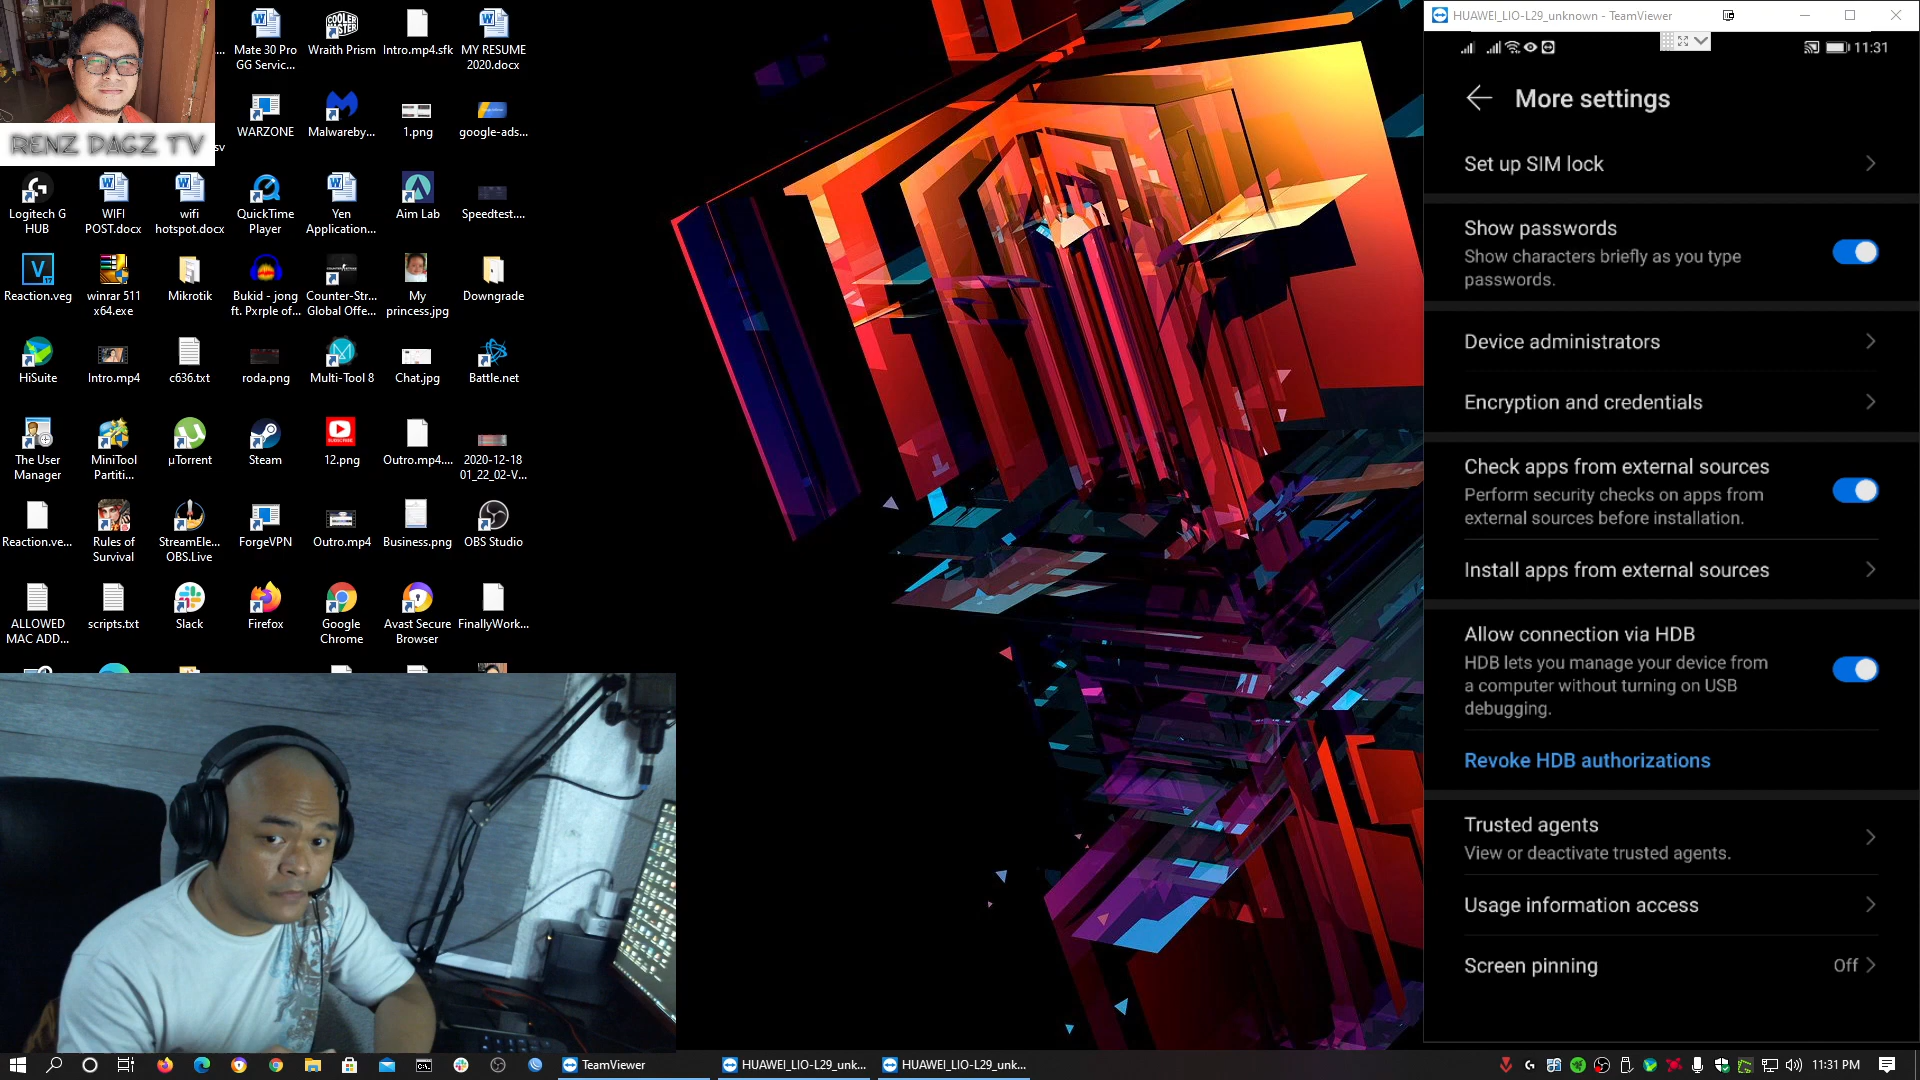 RENZ DAGZ TV
Mate 30 Pro
GG Servic...
Wraith Prism
Intro.mp4.sfk
MY RESUME
2020.docx
WARZONE
Malwareby...
1.png
google-ads...
Logitech G
HUB
WIFI
POST.docx
wifi
hotspot.docx
QuickTime
Player
Yen
Application...
Aim Lab
Speedtest....
Reaction.veg
winrar 511
x64.exe
Mikrotik
Bukid - jong
ft. Pxrple of...
Counter-Str...
Global Offe...
My
princess.jpg
Downgrade
HiSuite
Intro.mp4
c636.txt
roda.png
Multi-Tool 8
Chat.jpg
Battle.net
The User
Manager
MiniTool
Partiti...
µTorrent
Steam
12.png
Outro.mp4....
2020-12-18
01_22_02-V...
Reaction.ve...
Rules of
Survival
StreamEle...
OBS.Live
ForgeVPN
Outro.mp4
Business.png
OBS Studio
ALLOWED
MAC ADD...
scripts.txt
Slack
Firefox
Google
Chrome
Avast Secure
Browser
FinallyWork...
HUAWEI_LIO-L29_unknown - TeamViewer
11:31
More settings
Set up SIM lock
Show passwords
Show characters briefly as you type
passwords.
Device administrators
Encryption and credentials
Check apps from external sources
Perform security checks on apps from
external sources before installation.
Install apps from external sources
Allow connection via HDB
HDB lets you manage your device from
a computer without turning on USB
debugging.
Revoke HDB authorizations
Trusted agents
View or deactivate trusted agents.
Usage information access
Screen pinning Off
TeamViewer
HUAWEI_LIO-L29_unk...
HUAWEI_LIO-L29_unk...
11:31 PM